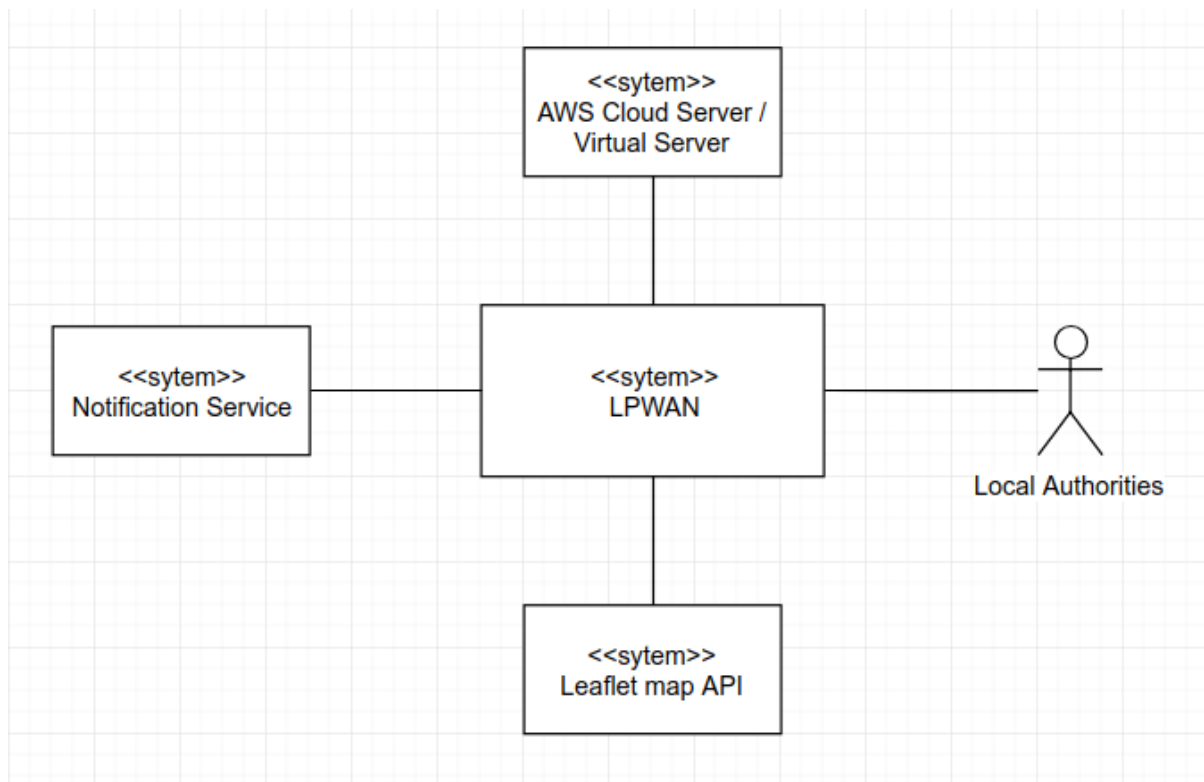 <<sytem>>
AWS Cloud Server /
Virtual Server
<<sytem>>
Notification Service
<<sytem>>
LPWAN
Local Authorities
<<sytem>>
Leaflet map API